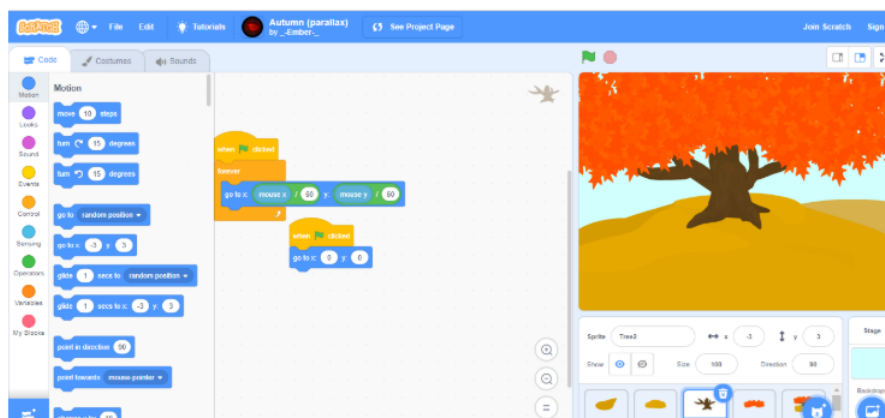 SCRATCH File Edit Tutorials Autumn (parallax) See Project Page Join Scratch Sign
by _-Ember-_
Code Costumes Sounds
Motion
Looks
Sound
Events
Control
Sensing
Operators
Variables
My Blocks
Motion
move 10 steps
turn 15 degrees
turn 15 degrees
go to random position
go to x: -3 y: 3
glide 1 secs to random position
glide 1 secs to x: -3 y: 3
point in direction 90
point towards mouse-pointer
when clicked
forever
go to x: mouse x / 60 y: mouse y / 60
when clicked
go to x: 0 y: 0
Sprite Tree2 x -3 y 3
Show Size 100 Direction 90
Stage
Backdrop